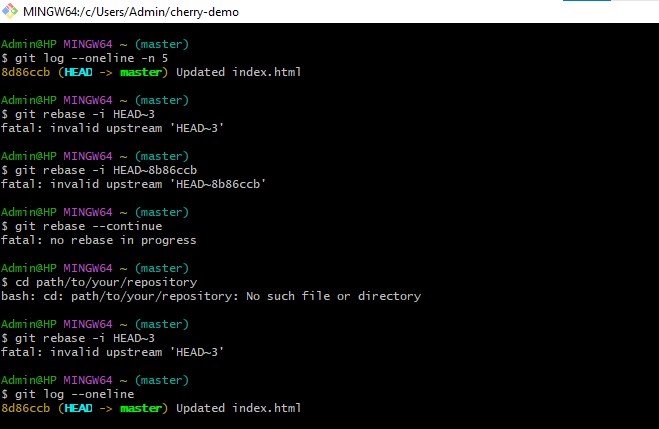 MINGW64:/c/Users/Admin/cherry-demo
Admin@HP MINGW64 ~ (master)
$ git log --oneline -n 5
8d86ccb (HEAD -> master) Updated index.html
Admin@HP MINGW64 ~ (master)
$ git rebase -i HEAD~3
fatal: invalid upstream 'HEAD~3'
Admin@HP MINGW64 ~ (master)
$ git rebase -i HEAD~8b86ccb
fatal: invalid upstream 'HEAD~8b86ccb'
Admin@HP MINGW64 ~ (master)
$ git rebase --continue
fatal: no rebase in progress
Admin@HP MINGW64 ~ (master)
$ cd path/to/your/repository
bash: cd: path/to/your/repository: No such file or directory
Admin@HP MINGW64 ~ (master)
$ git rebase -i HEAD~3
fatal: invalid upstream 'HEAD~3'
Admin@HP MINGW64 ~ (master)
$ git log --oneline
8d86ccb (HEAD -> master) Updated index.html